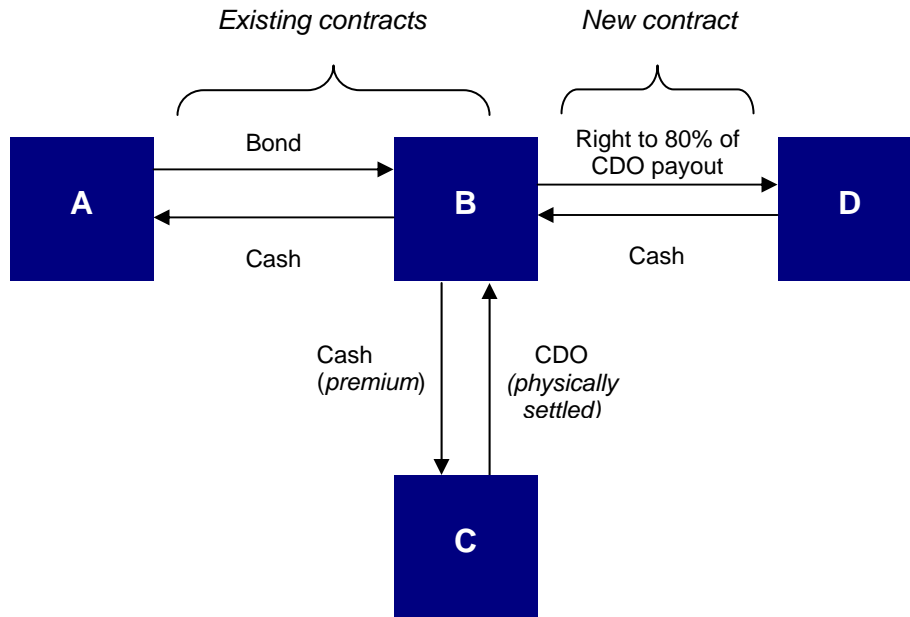 Existing contracts
New contract
Bond
Right to 80% of
CDO payout
A
B
D
Cash
Cash
Cash
(premium)
CDO
(physically
settled)
C